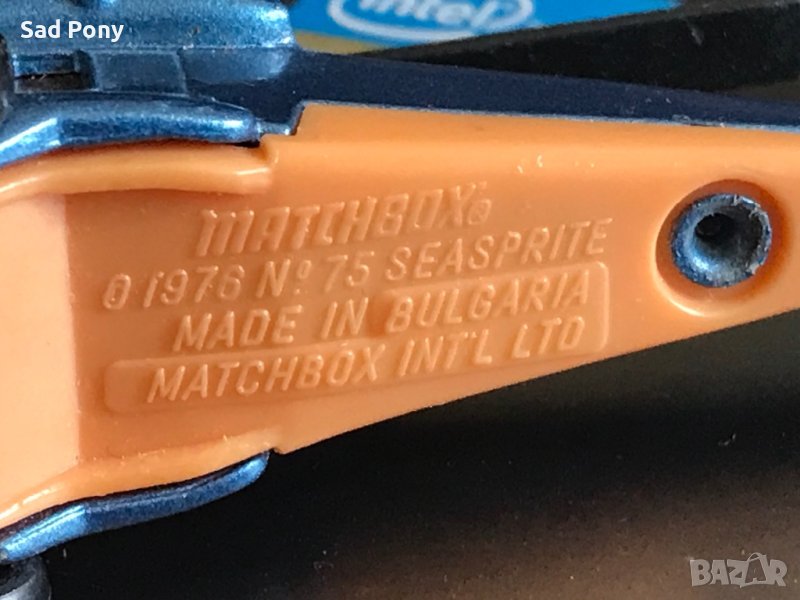 Sad Pony
intel
MATCHBOX®
© 1976 Nº 75 SEASPRITE
MADE IN BULGARIA
MATCHBOX INT'L LTD
BAZAR